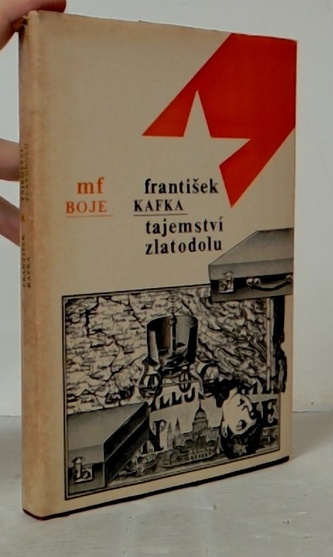 mf
BOJE
františek
KAFKA
tajemství
zlatodolu